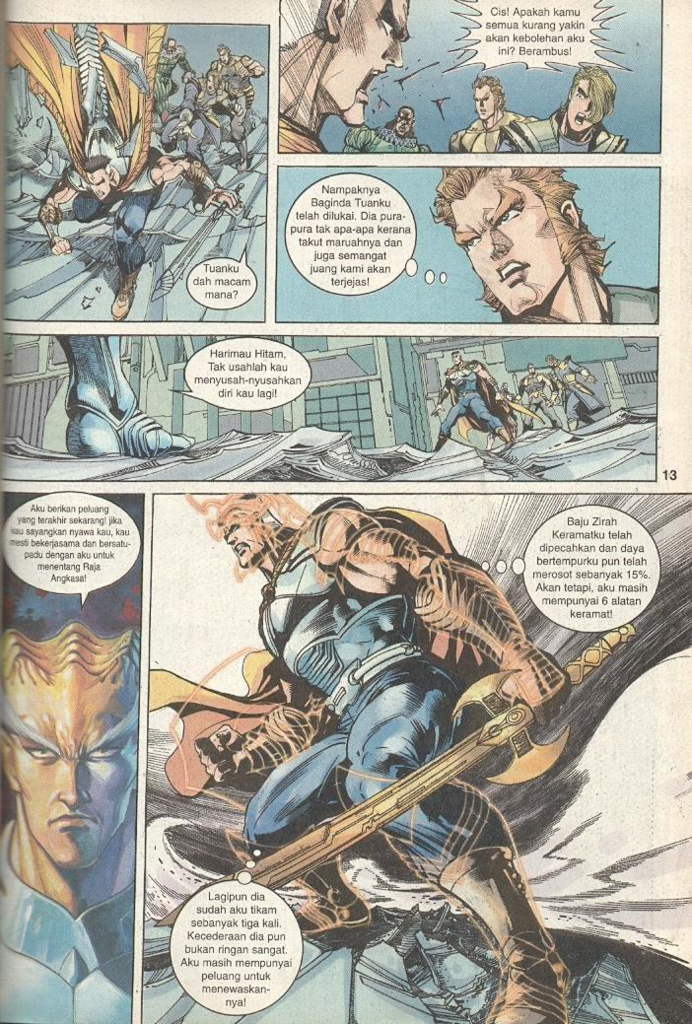 Tuanku
dah macam
mana?
Cis! Apakah kamu
semua kurang yakin
akan kebolehan aku
ini? Berambus!
Nampaknya
Baginda Tuanku
telah dilukai. Dia pura-
pura tak apa-apa kerana
takut maruahnya dan
juga semangat
juang kami akan
terjejas!
Harimau Hitam,
Tak usahlah kau
menyusah-nyusahkan
diri kau lagi!
13
Aku berikan peluang
yang terakhir sekarang! jika
kau sayangkan nyawa kau, kau
mesti bekerjasama dan bersatu-
padu dengan aku untuk
menentang Raja
Angkasa!
Baju Zirah
Keramatku telah
dipecahkan dan daya
bertempurku pun telah
merosot sebanyak 15%.
Akan tetapi, aku masih
mempunyai 6 alatan
keramat!
Lagipun dia
sudah aku tikam
sebanyak tiga kali.
Kecederaan dia pun
bukan ringan sangat.
Aku masih mempunyai
peluang untuk
menewaskan-
nya!